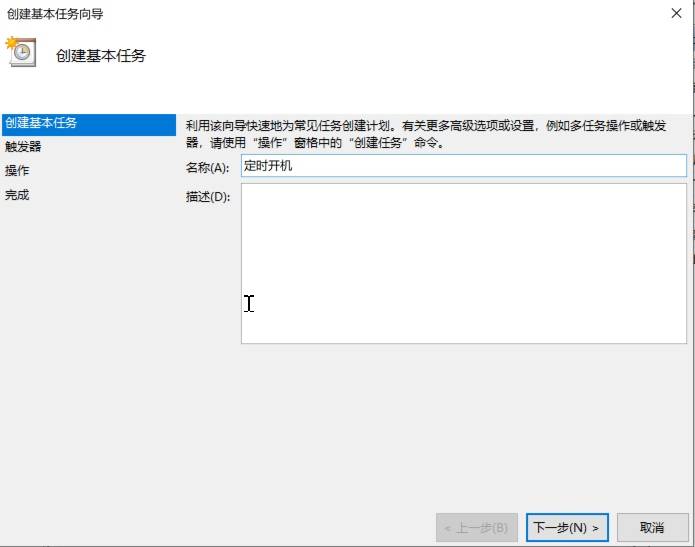 创建基本任务向导
创建基本任务
创建基本任务
触发器
操作
完成
利用该向导快速地为常见任务创建计划。有关更多高级选项或设置，例如多任务操作或触发
器，请使用“操作”窗格中的“创建任务”命令。
名称(A):
定时开机
描述(D):
< 上一步(B)
下一步(N) >
取消